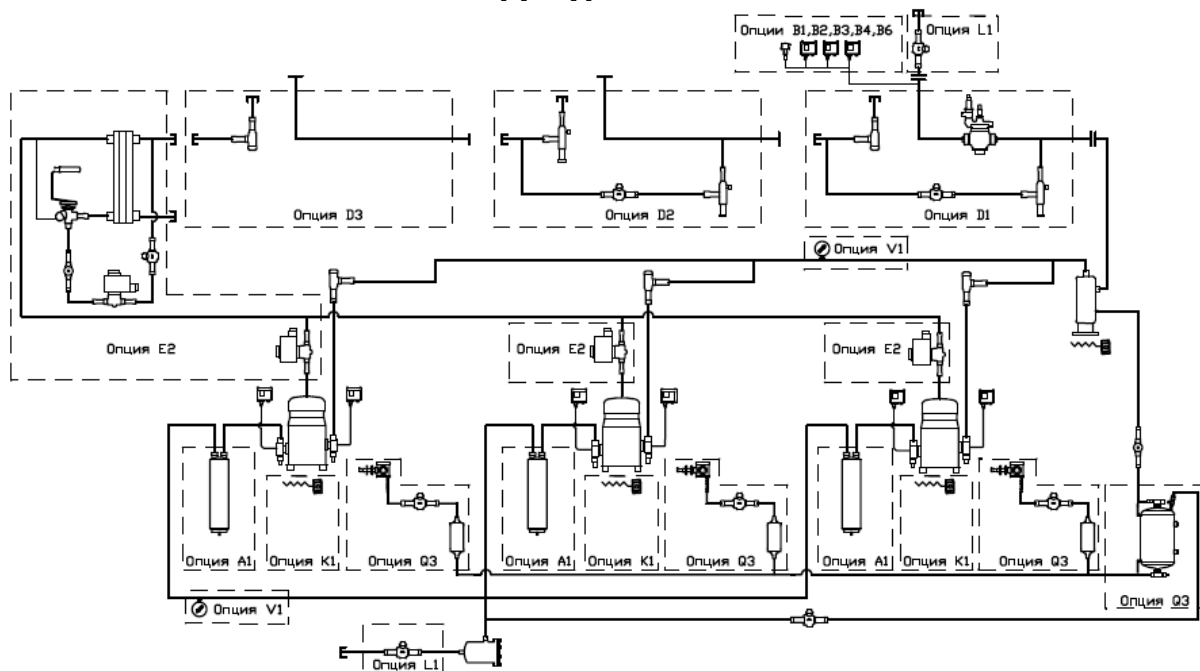 Опции B1,B2,B3,B4,B6
Опция L1
Опция D3
Опция D2
Опция D1
Опция V1
Опция E2
Опция E2
Опция E2
Опция A1
Опция K1
Опция Q3
Опция A1
Опция K1
Опция Q3
Опция A1
Опция K1
Опция Q3
Опция Q3
Опция V1
Опция L1